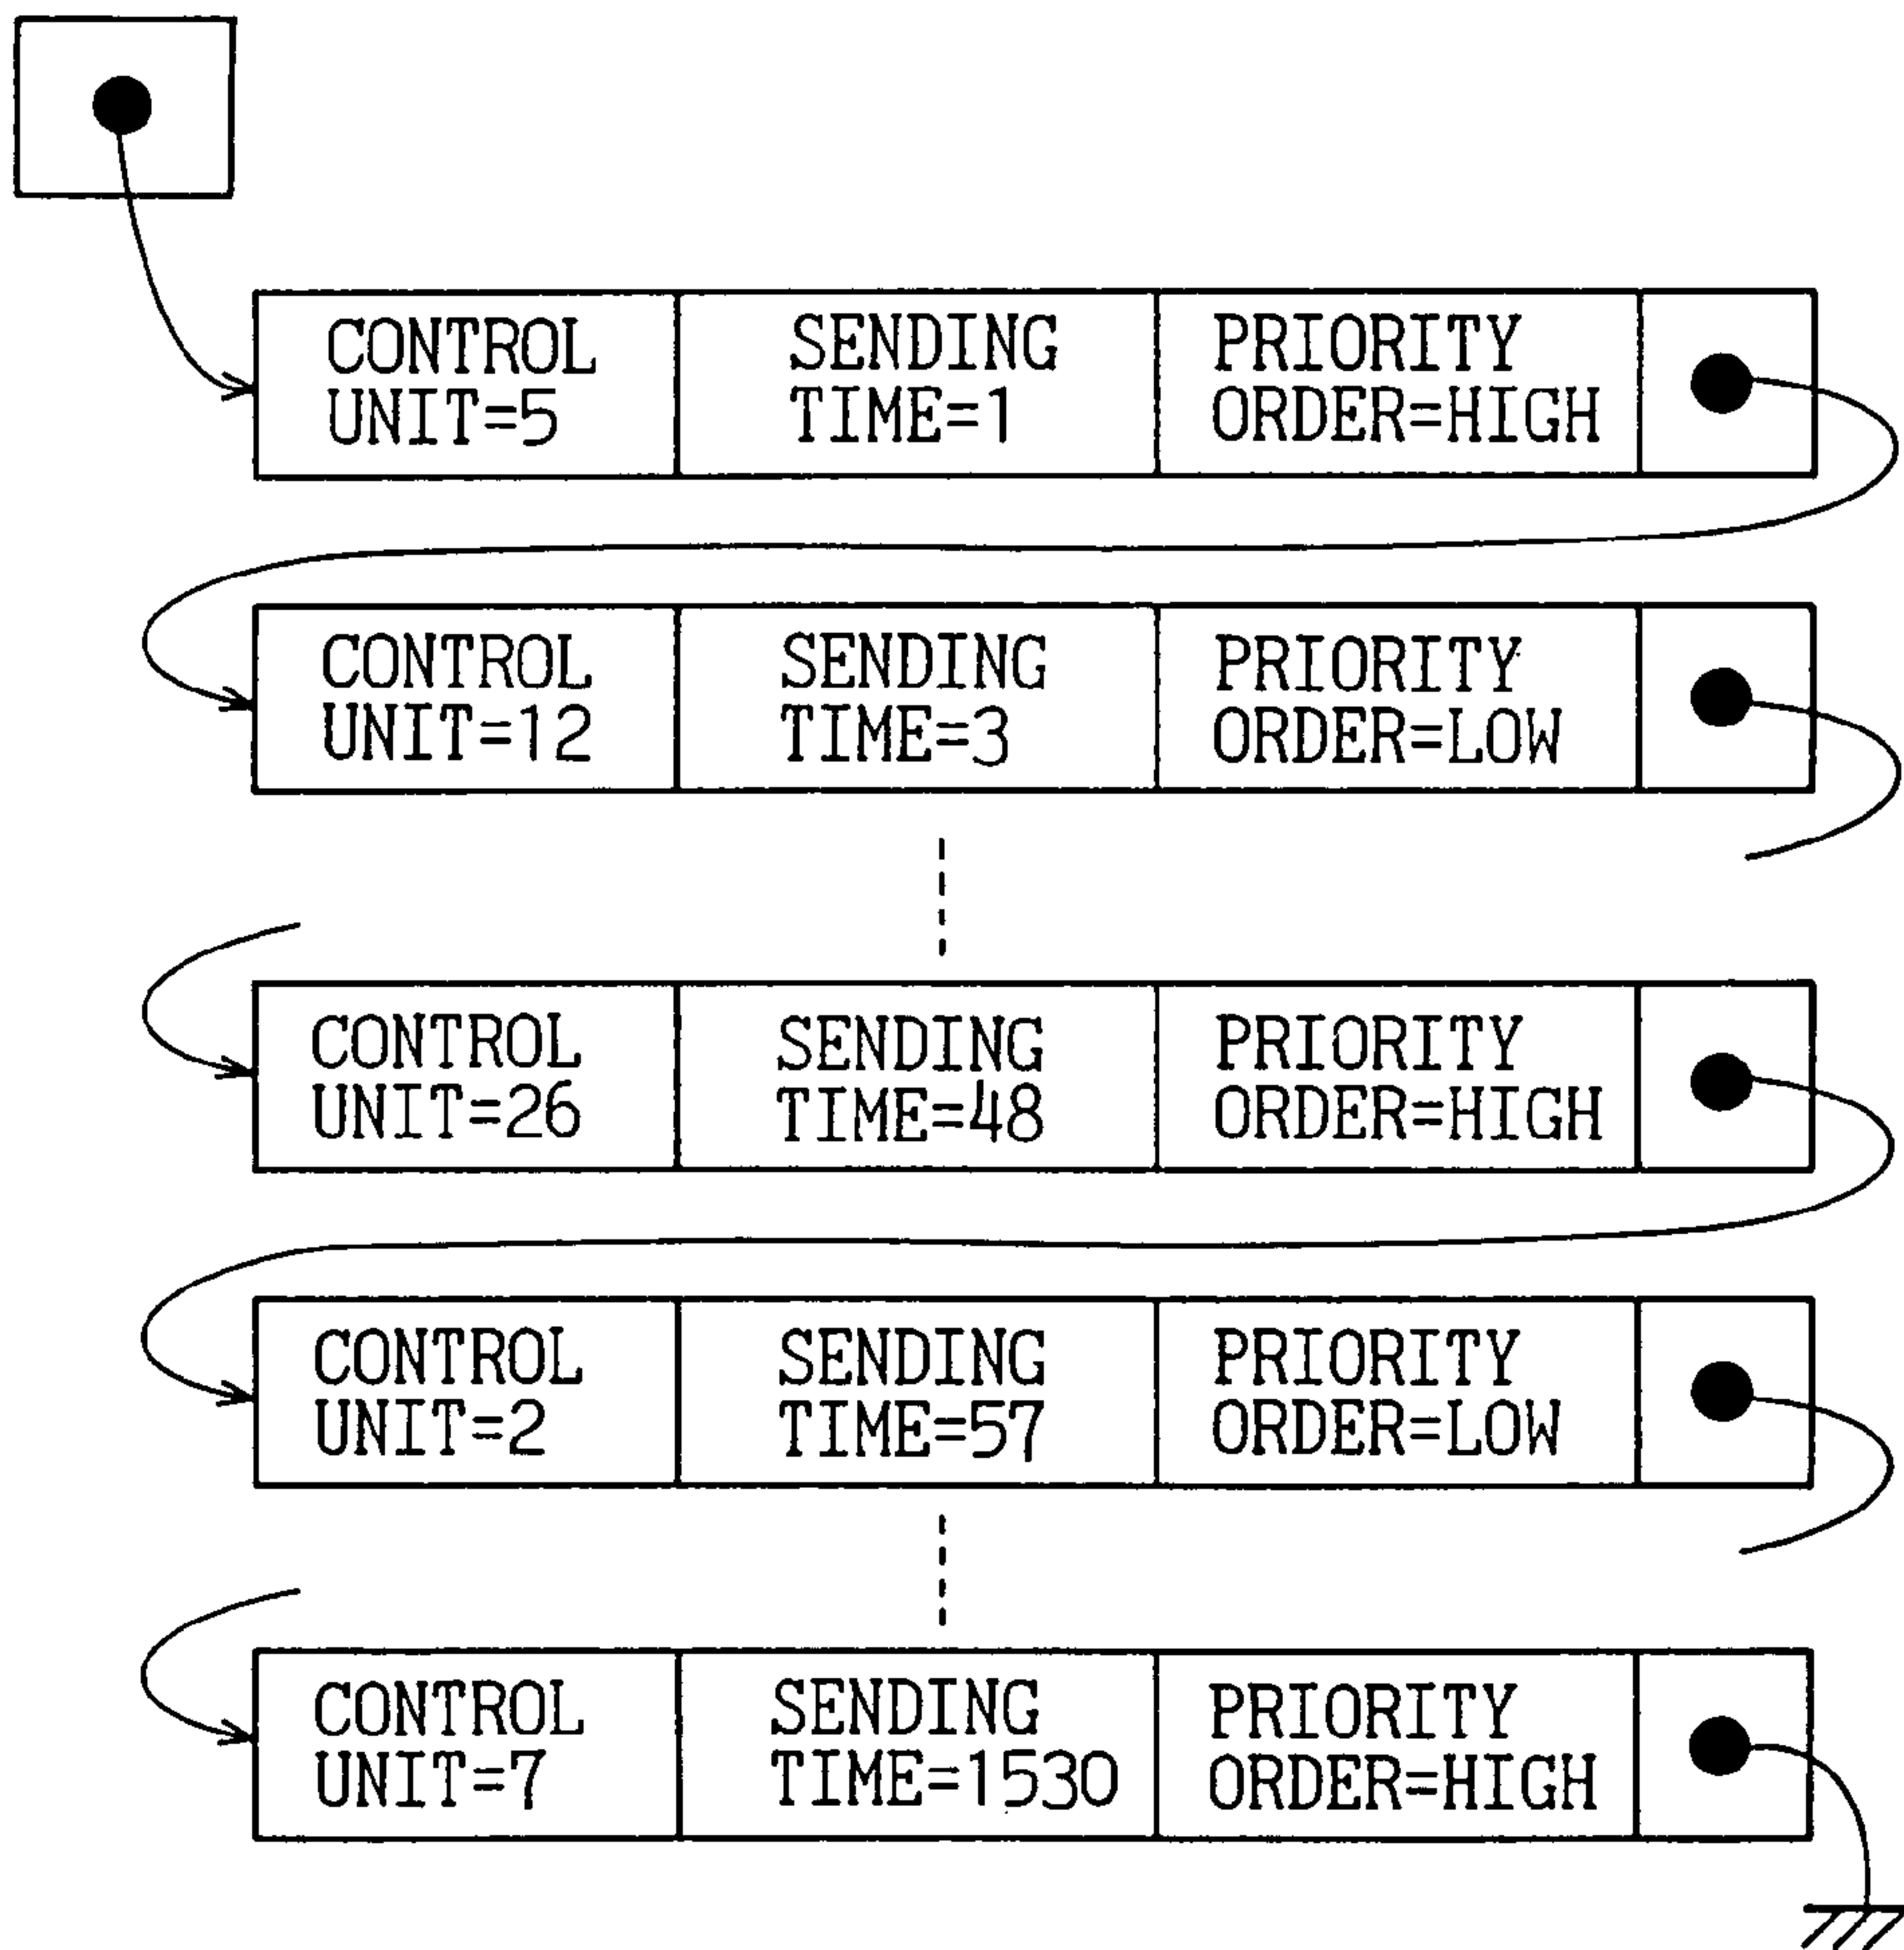 CONTROL
UNIT=5
SENDING
TIME=1
PRIORITY
ORDER=HIGH
CONTROL
UNIT=12
SENDING
TIME=3
PRIORITY
ORDER=LOW
CONTROL
UNIT=26
SENDING
TIME=48
PRIORITY
ORDER=HIGH
CONTROL
UNIT=2
SENDING
TIME=57
PRIORITY
ORDER=LOW
CONTROL
UNIT=7
SENDING
TIME=1530
PRIORITY
ORDER=HIGH